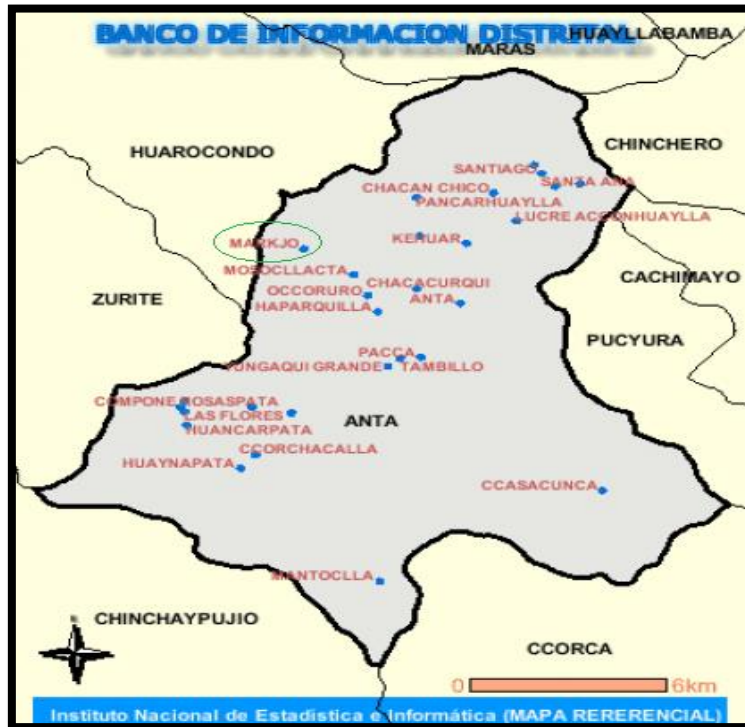 BANCO DE INFORMACION DISTRITAL
HUAYLLABAMBA
MARAS
CHINCHERO
HUAROCONDO
SANTIAGO
SANTA ANA
CHACAN CHICO
PANCARHUAYLLA
LUCRE ACCONHUAYLLA
MARKJO
KEHUAR
MOSOCLLACTA
CHACACURQUI
CACHIMAYO
OCCORURO
ANTA
ZURITE
HAPARQUILLA
PUCYURA
PACCA
YUNGAQUI GRANDE
TAMBILLO
COMPONE
ROSASPATA
LAS FLORES
ANTA
HUANCARPATA
CCORCHACALLA
HUAYNAPATA
CCASACUNCA
MANTOCLLA
CHINCHAYPUJIO
CCORCA
0 6km
Instituto Nacional de Estadística e Informática (MAPA RERERENCIAL)